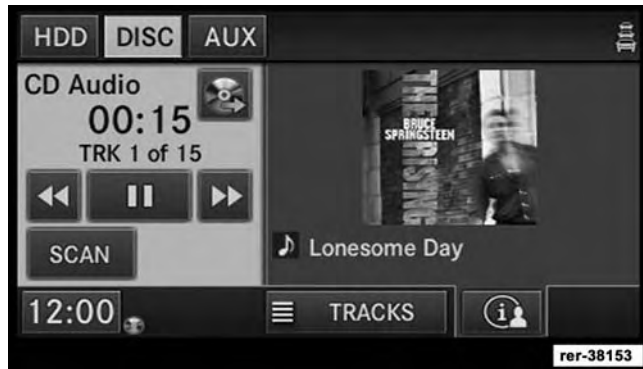 HDD DISC AUX
CD Audio
00:15
TRK 1 of 15
SCAN
THE RISING
BRUCE
SPRINGSTEEN
Lonesome Day
12:00
TRACKS
i
rer-38153